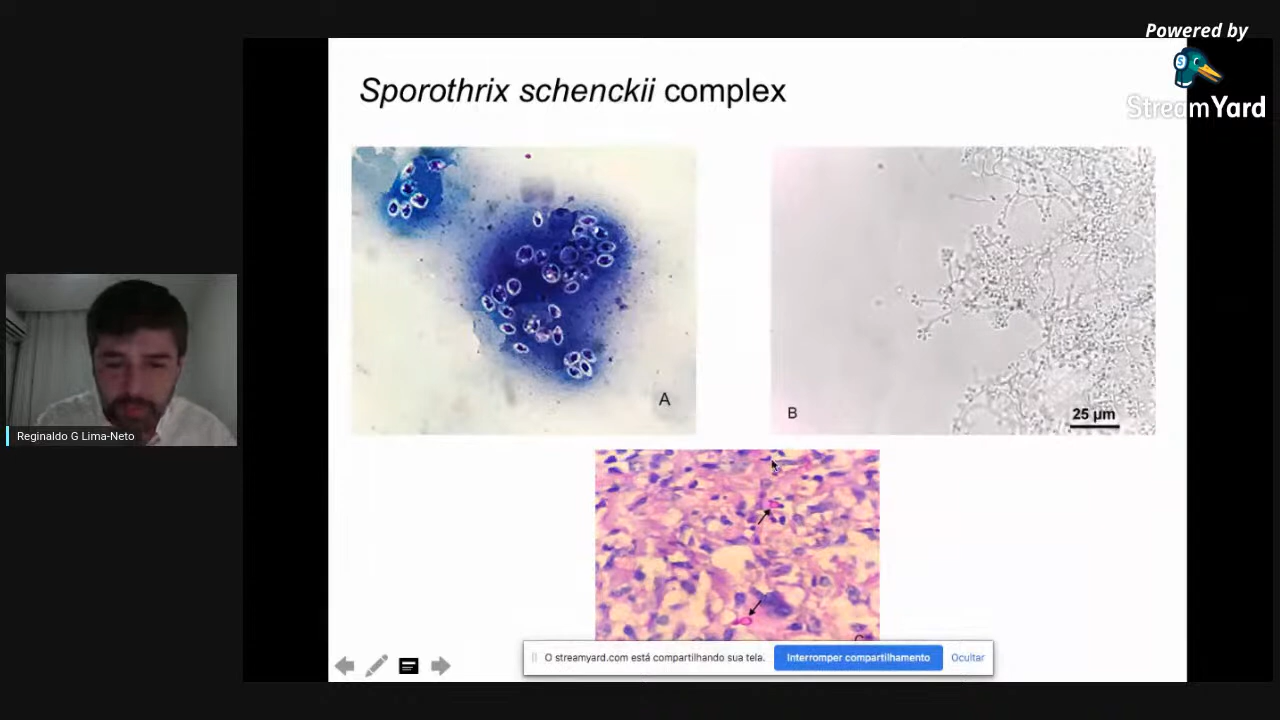 Powered by
StreamYard
Sporothrix schenckii complex
A
B
25 µm
Reginaldo G Lima-Neto
C
O streamyard.com está compartilhando sua tela.
Interromper compartilhamento
Ocultar